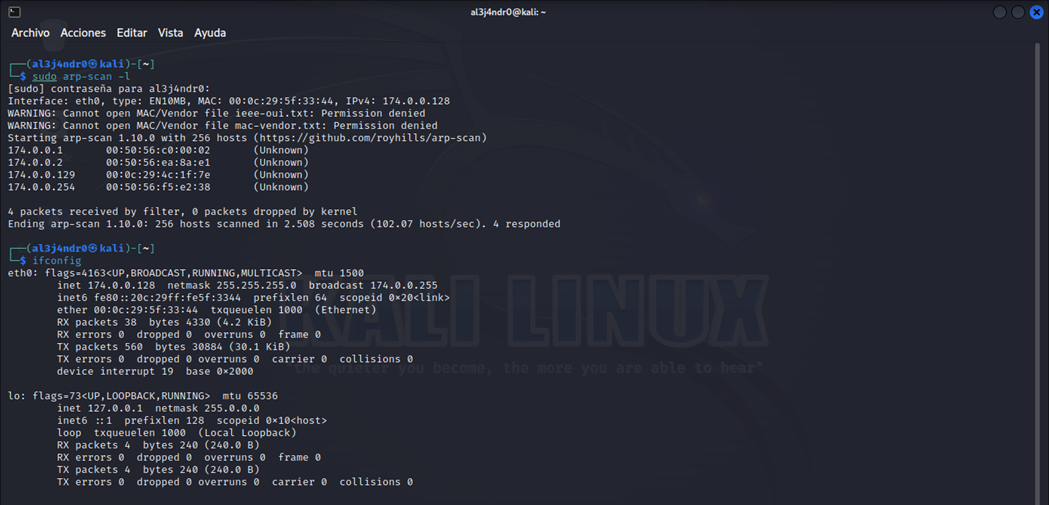 al3j4ndr0@kali: ~
Archivo Acciones Editar Vista Ayuda
┌──(al3j4ndr0㉿kali)-[~]
└─$ sudo arp-scan -l
[sudo] contraseña para al3j4ndr0:
Interface: eth0, type: EN10MB, MAC: 00:0c:29:5f:33:44, IPv4: 174.0.0.128
WARNING: Cannot open MAC/Vendor file ieee-oui.txt: Permission denied
WARNING: Cannot open MAC/Vendor file mac-vendor.txt: Permission denied
Starting arp-scan 1.10.0 with 256 hosts (https://github.com/royhills/arp-scan)
174.0.0.1 00:50:56:c0:00:02 (Unknown)
174.0.0.2 00:50:56:ea:8a:e1 (Unknown)
174.0.0.129 00:0c:29:4c:1f:7e (Unknown)
174.0.0.254 00:50:56:f5:e2:38 (Unknown)
4 packets received by filter, 0 packets dropped by kernel
Ending arp-scan 1.10.0: 256 hosts scanned in 2.508 seconds (102.07 hosts/sec). 4 responded
┌──(al3j4ndr0㉿kali)-[~]
└─$ ifconfig
eth0: flags=4163<UP,BROADCAST,RUNNING,MULTICAST> mtu 1500
inet 174.0.0.128 netmask 255.255.255.0 broadcast 174.0.0.255
inet6 fe80::20c:29ff:fe5f:3344 prefixlen 64 scopeid 0×20<link>
ether 00:0c:29:5f:33:44 txqueuelen 1000 (Ethernet)
RX packets 38 bytes 4330 (4.2 KiB)
RX errors 0 dropped 0 overruns 0 frame 0
TX packets 560 bytes 30884 (30.1 KiB)
TX errors 0 dropped 0 overruns 0 carrier 0 collisions 0
device interrupt 19 base 0×2000
KALI LINUX
"the quieter you become, the more you are able to hear"
lo: flags=73<UP,LOOPBACK,RUNNING> mtu 65536
inet 127.0.0.1 netmask 255.0.0.0
inet6 ::1 prefixlen 128 scopeid 0×10<host>
loop txqueuelen 1000 (Local Loopback)
RX packets 4 bytes 240 (240.0 B)
RX errors 0 dropped 0 overruns 0 frame 0
TX packets 4 bytes 240 (240.0 B)
TX errors 0 dropped 0 overruns 0 carrier 0 collisions 0